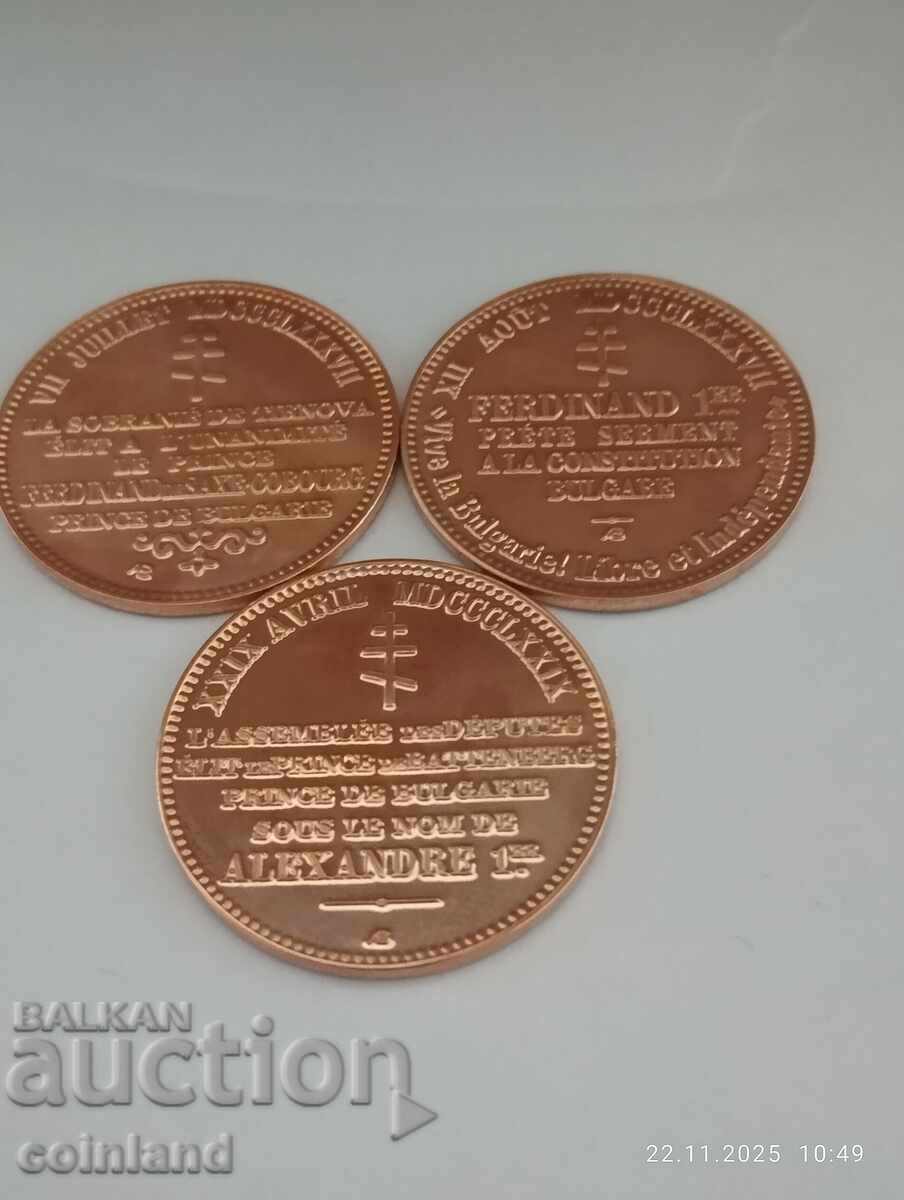 VII JUILLET MDCCCLXXXVII
LA SOBRANIÉ DE TIRNOVA
ÉLIT A L'UNANIMITÉ
LE PRINCE
FERDINAND DE SAXE-COBOURG
PRINCE DE BULGARIE
XII AOÛT MDCCCLXXXVII
FERDINAND 1ER
PRÊTE SERMENT
A LA CONSTITUTION
BULGARE
"Vive la Bulgarie! Libre et Indépendante"
XXIX AVRIL MDCCCLXXIX
L'ASSEMBLÉE DES DÉPUTÉS
ÉLIT LE PRINCE DE BATTENBERG
PRINCE DE BULGARIE
SOUS LE NOM DE
ALEXANDRE 1ER
BALKAN
auction
coinland
22.11.2025 10:49